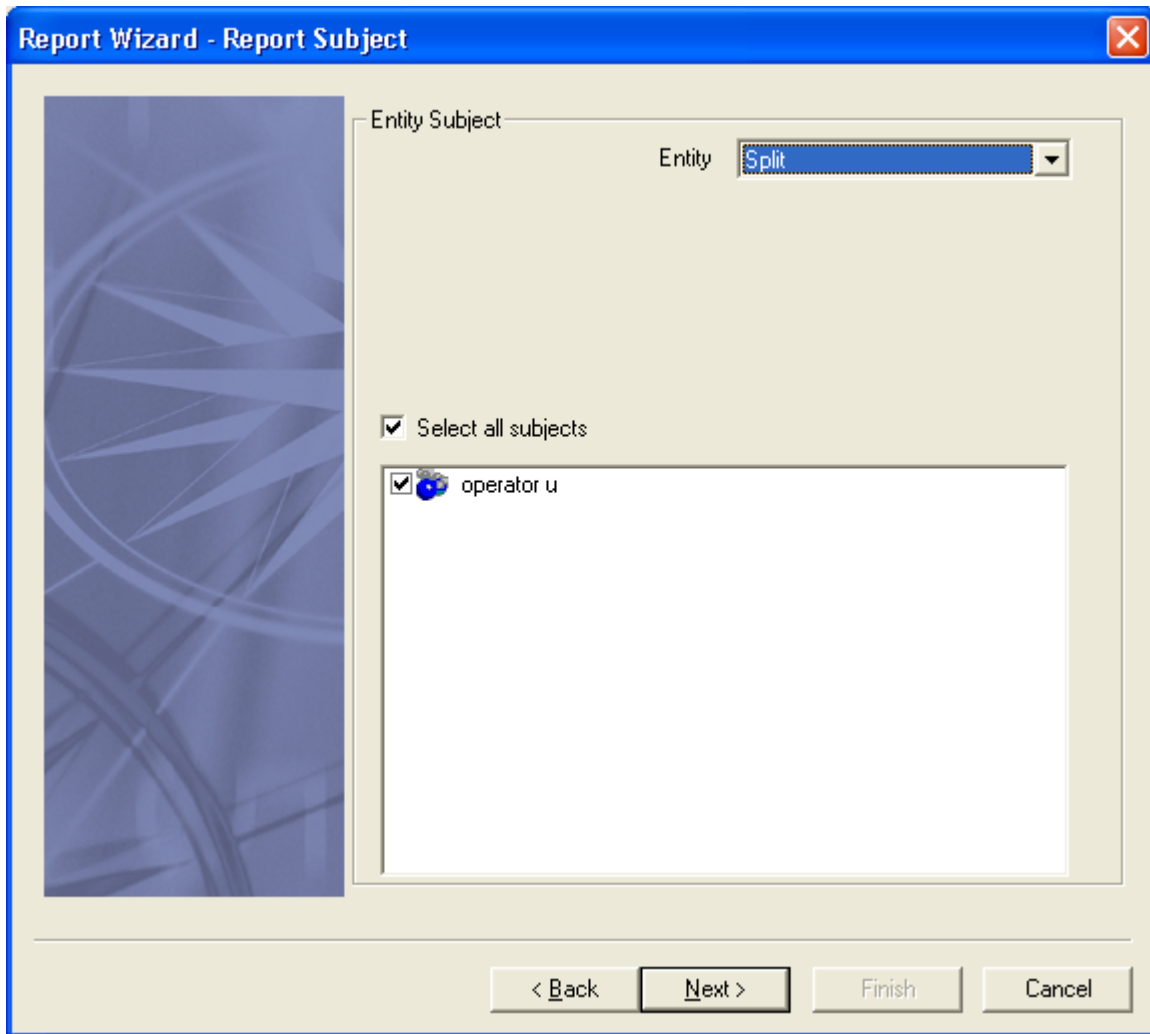 Report Wizard - Report Subject
Entity Subject
Entity Split
Select all subjects
operator u
< Back Next > Finish Cancel